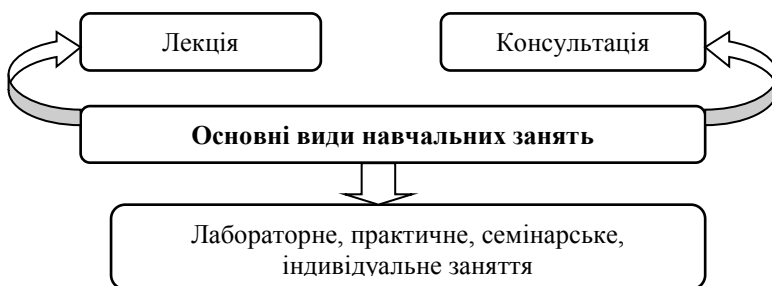 Лекція
Консультація
Основні види навчальних занять
Лабораторне, практичне, семінарське,
індивідуальне заняття